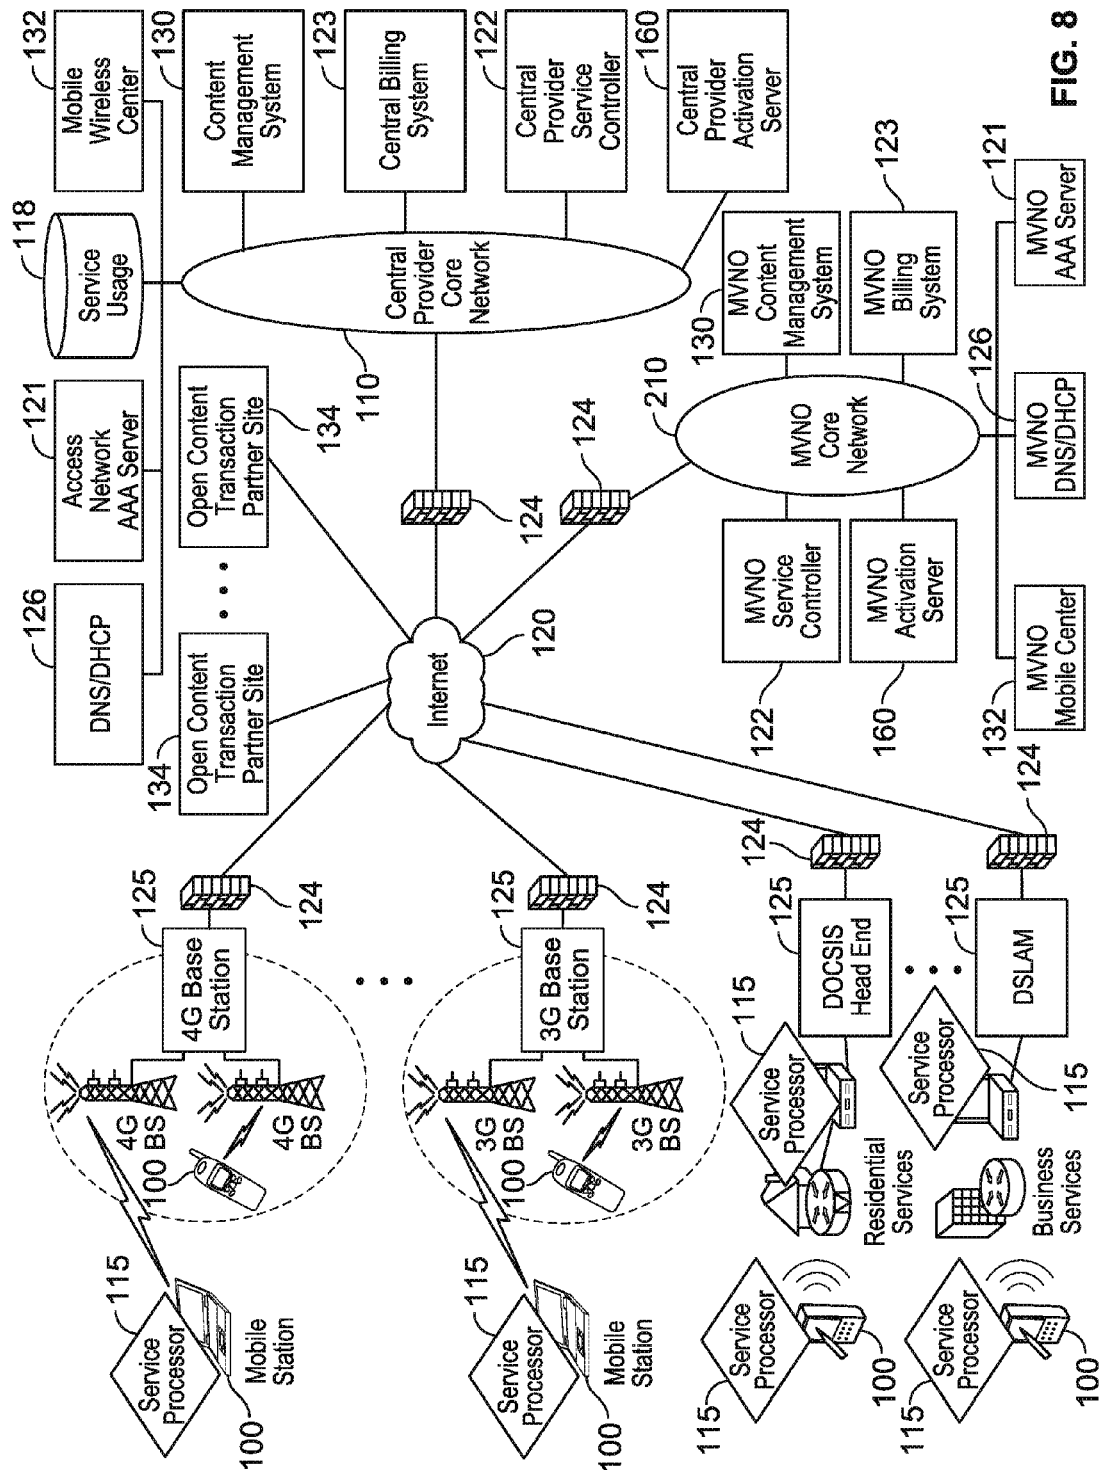 132
Mobile
Wireless
Center
130
Content
Management
System
123
Central Billing
System
122
Central
Provider
Service
Controller
160
Central
Provider
Activation
Server
118
Service
Usage
121
Access
Network
AAA Server
126
DNS/DHCP
Central
Provider
Core
Network
110
Open Content
Transaction
Partner Site
134
134
Open Content
Transaction
Partner Site
124
124
Internet
120
210
MVNO
Core
Network
130
MVNO
Content
Management
System
MVNO
Billing
System
123
MVNO
Service
Controller
122
MVNO
Activation
Server
160
MVNO
AAA Server
121
MVNO
DNS/DHCP
126
MVNO
Mobile Center
132
125
4G Base
Station
124
4G
BS
4G
BS
100
115
Service
Processor
100
Mobile
Station
125
3G Base
Station
124
3G
BS
3G
BS
100
115
Service
Processor
100
Mobile
Station
124
125
DOCSIS
Head End
115
Service
Processor
Residential
Services
115
Service
Processor
100
124
125
DSLAM
Service
Processor
115
Business
Services
115
Service
Processor
100
FIG. 8